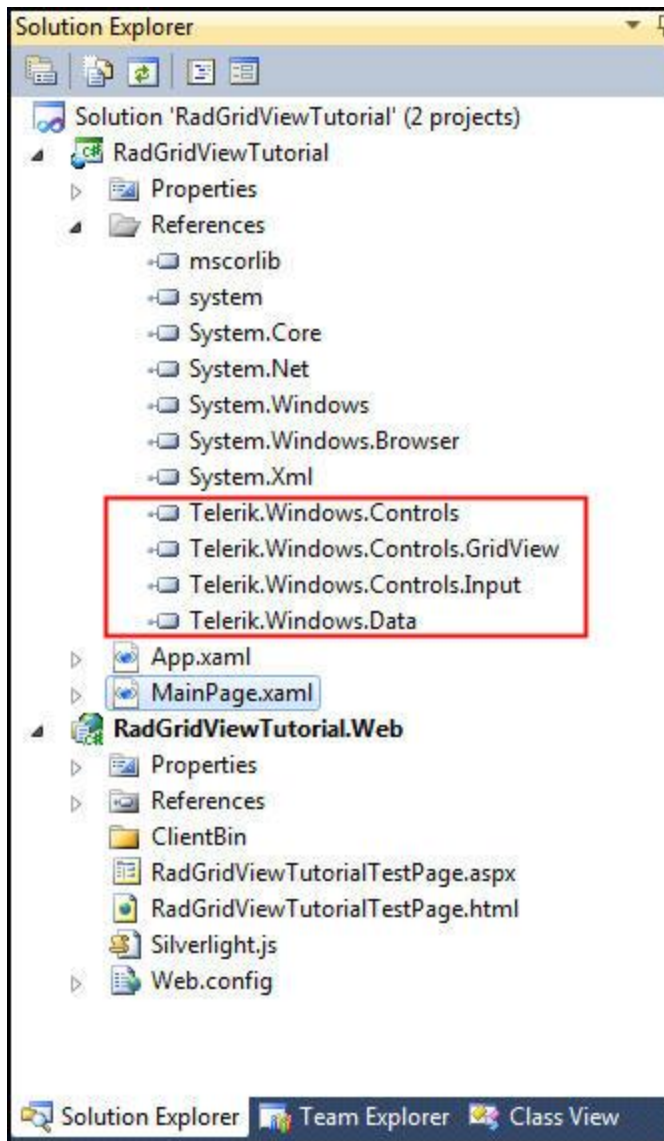 Solution Explorer
Solution 'RadGridViewTutorial' (2 projects)
RadGridViewTutorial
Properties
References
mscorlib
system
System.Core
System.Net
System.Windows
System.Windows.Browser
System.Xml
Telerik.Windows.Controls
Telerik.Windows.Controls.GridView
Telerik.Windows.Controls.Input
Telerik.Windows.Data
App.xaml
MainPage.xaml
RadGridViewTutorial.Web
Properties
References
ClientBin
RadGridViewTutorialTestPage.aspx
RadGridViewTutorialTestPage.html
Silverlight.js
Web.config
Solution Explorer Team Explorer Class View